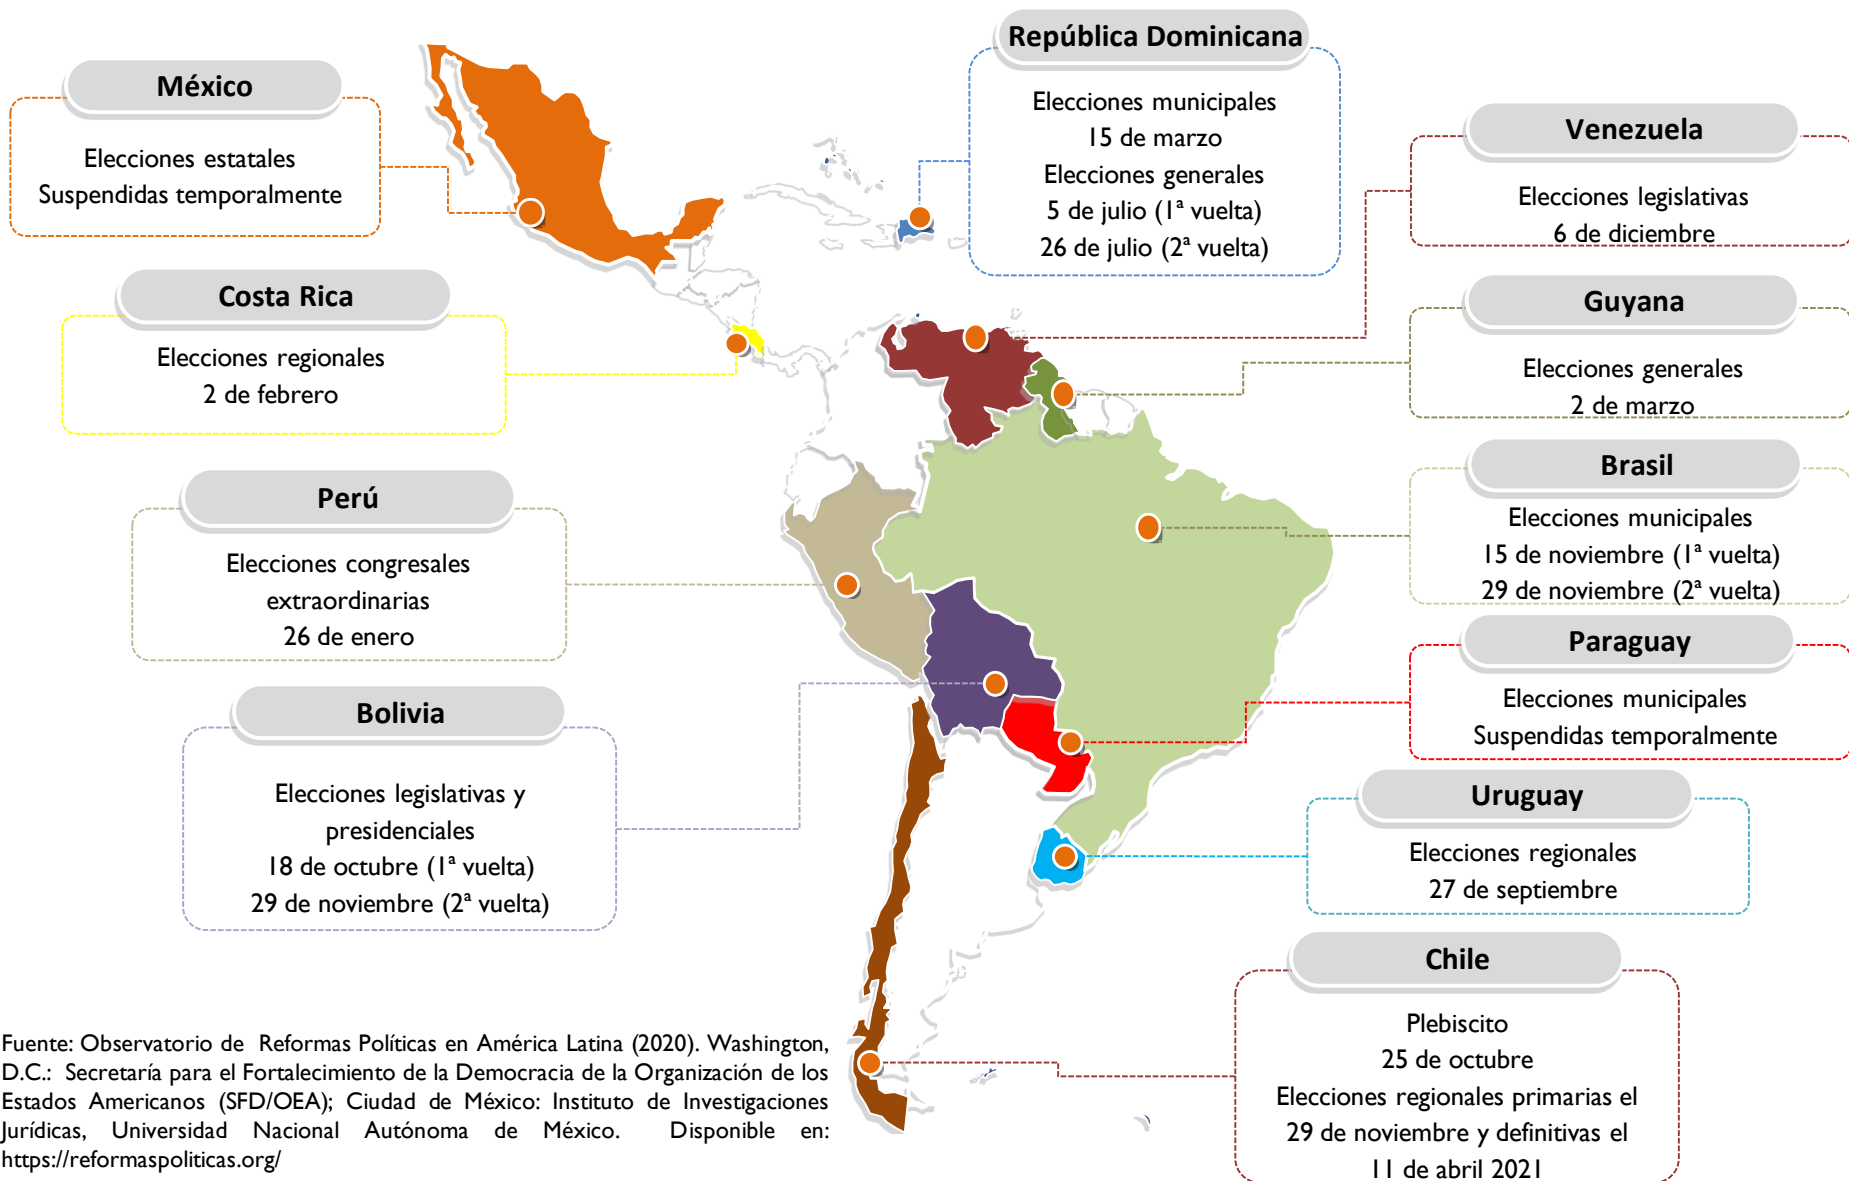 México
Elecciones estatales
Suspendidas temporalmente
Costa Rica
Elecciones regionales
2 de febrero
Perú
Elecciones congresales
extraordinarias
26 de enero
Bolivia
Elecciones legislativas y
presidenciales
18 de octubre (1ª vuelta)
29 de noviembre (2ª vuelta)
República Dominicana
Elecciones municipales
15 de marzo
Elecciones generales
5 de julio (1ª vuelta)
26 de julio (2ª vuelta)
Venezuela
Elecciones legislativas
6 de diciembre
Guyana
Elecciones generales
2 de marzo
Brasil
Elecciones municipales
15 de noviembre (1ª vuelta)
29 de noviembre (2ª vuelta)
Paraguay
Elecciones municipales
Suspendidas temporalmente
Uruguay
Elecciones regionales
27 de septiembre
Chile
Plebiscito
25 de octubre
Elecciones regionales primarias el
29 de noviembre y definitivas el
11 de abril 2021
Fuente: Observatorio de Reformas Políticas en América Latina (2020). Washington,
D.C.: Secretaría para el Fortalecimiento de la Democracia de la Organización de los
Estados Americanos (SFD/OEA); Ciudad de México: Instituto de Investigaciones
Jurídicas, Universidad Nacional Autónoma de México. Disponible en:
https://reformaspoliticas.org/